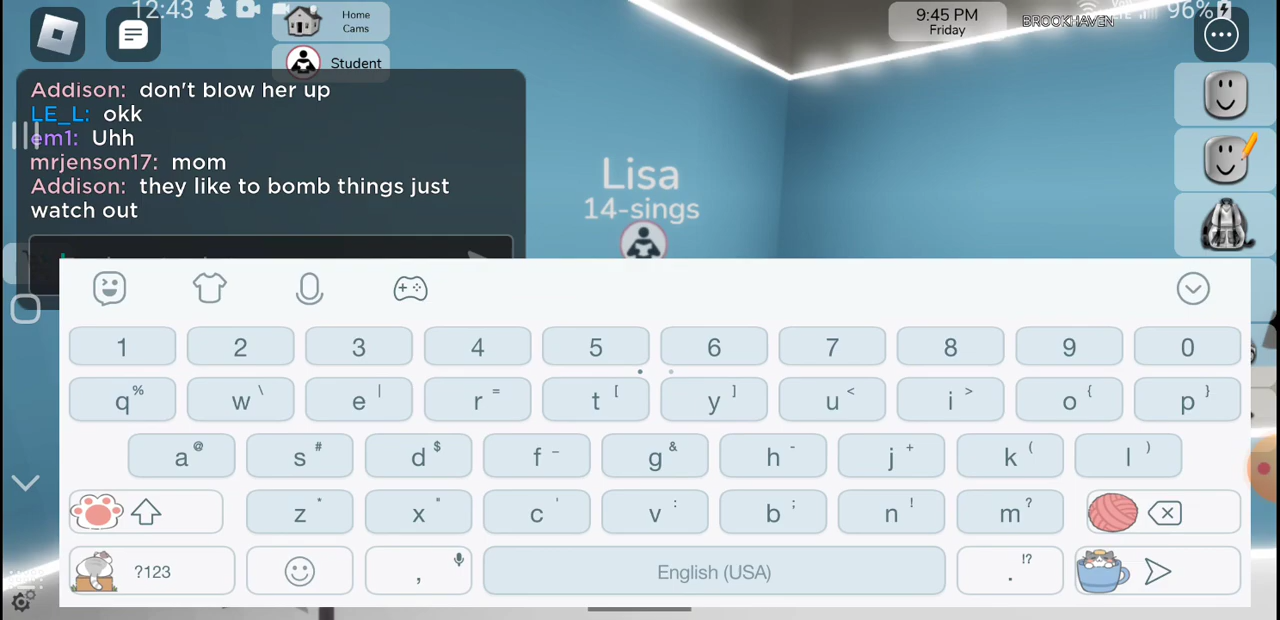 12:43
96%
Home
Cams
Student
9:45 PM
Friday
BROOKHAVEN
Addison: don't blow her up
LE_L: okk
em1: Uhh
mrjenson17: mom
Addison: they like to bomb things just
watch out
Lisa
14-sings
1 2 3 4 5 6 7 8 9 0
q% w\ e| r= t[ y] u< i> o{ p}
a@ s# d$ f_ g& h- j+ k( l)
z* x" c' v: b; n! m?
?123 , English (USA) . !?